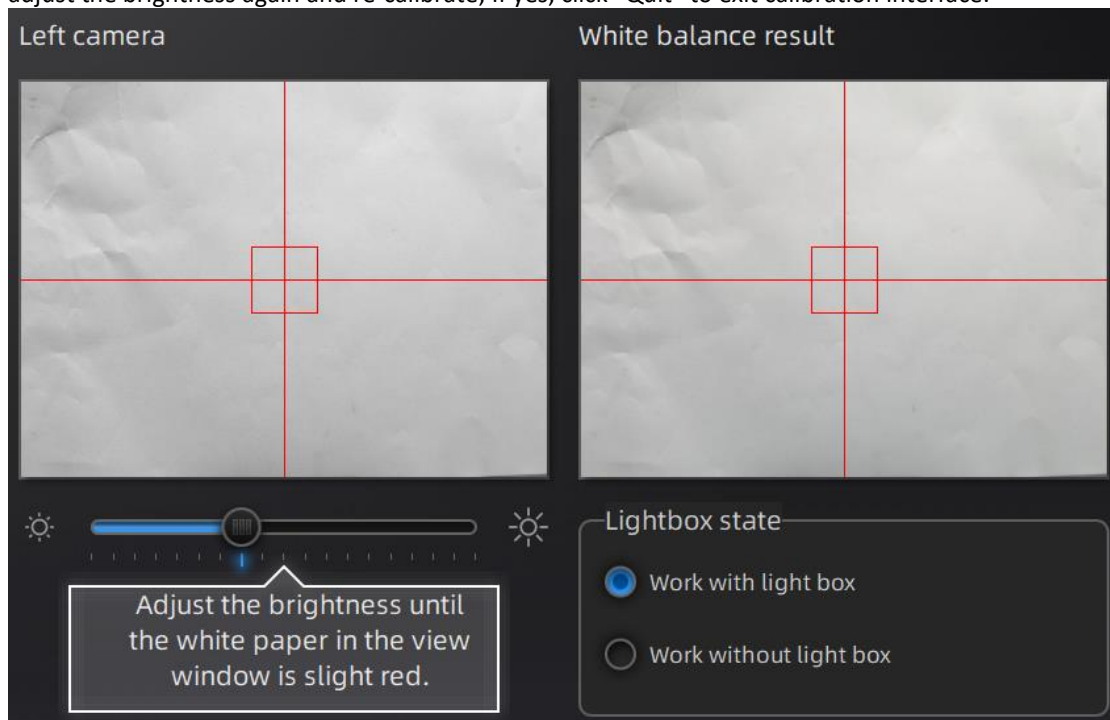 adjust the brightness again and re-calibrate; if yes, click "Quit" to exit calibration interface.
Left camera
White balance result
Lightbox state
Work with light box
Adjust the brightness until
the white paper in the view
window is slight red.
Work without light box